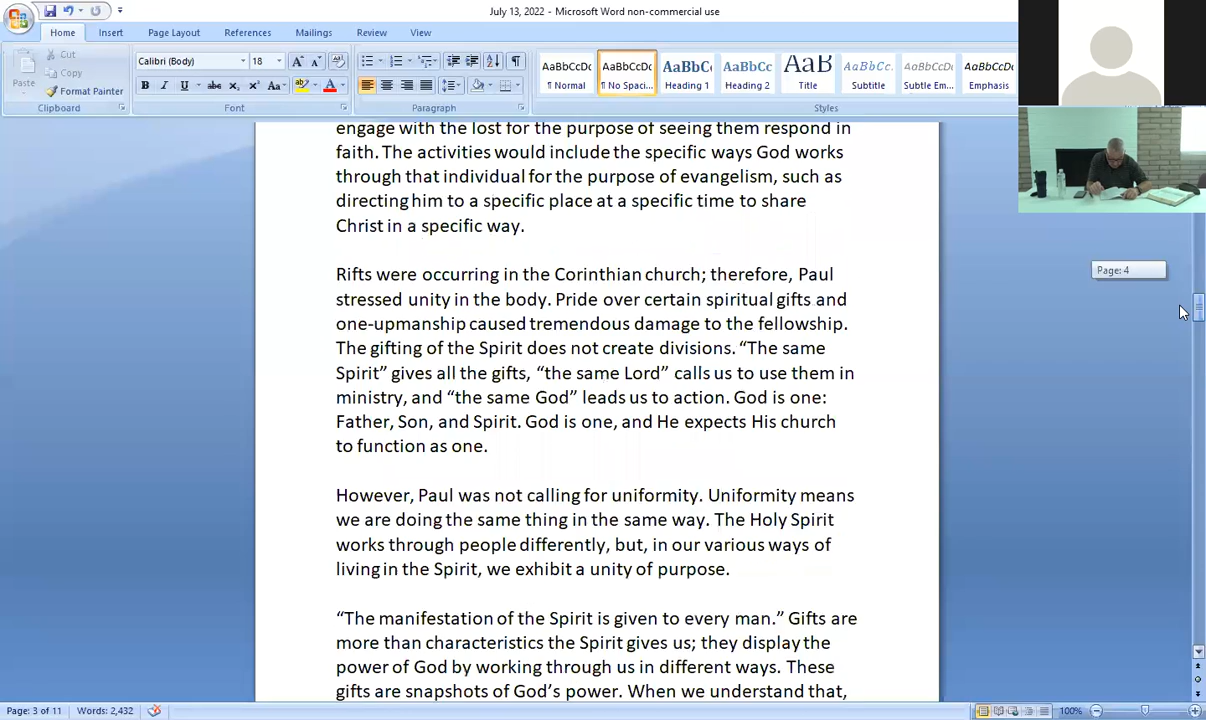 July 13, 2022 - Microsoft Word non-commercial use
Home Insert Page Layout References Mailings Review View
Paste
Cut
Copy
Format Painter
Clipboard
Calibri (Body) 18
B I U abc x₂ x² Aa
Font
Paragraph
AaBbCcDc AaBbCcDc AaBbC AaBbCc AaB AaBbCc. AaBbCcDc AaBbCcDc
¶ Normal ¶ No Spaci... Heading 1 Heading 2 Title Subtitle Subtle Em... Emphasis
Styles
engage with the lost for the purpose of seeing them respond in
faith. The activities would include the specific ways God works
through that individual for the purpose of evangelism, such as
directing him to a specific place at a specific time to share
Christ in a specific way.
Page: 4
Rifts were occurring in the Corinthian church; therefore, Paul
stressed unity in the body. Pride over certain spiritual gifts and
one-upmanship caused tremendous damage to the fellowship.
The gifting of the Spirit does not create divisions. “The same
Spirit” gives all the gifts, “the same Lord” calls us to use them in
ministry, and “the same God” leads us to action. God is one:
Father, Son, and Spirit. God is one, and He expects His church
to function as one.
However, Paul was not calling for uniformity. Uniformity means
we are doing the same thing in the same way. The Holy Spirit
works through people differently, but, in our various ways of
living in the Spirit, we exhibit a unity of purpose.
“The manifestation of the Spirit is given to every man.” Gifts are
more than characteristics the Spirit gives us; they display the
power of God by working through us in different ways. These
gifts are snapshots of God’s power. When we understand that,
Page: 3 of 11 Words: 2,432 100%